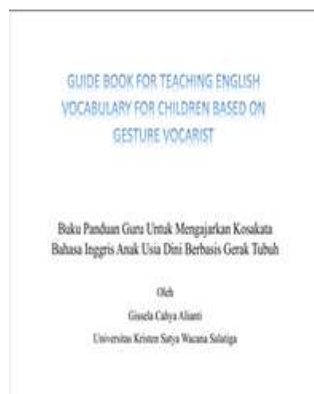 GUIDE BOOK FOR TEACHING ENGLISH
VOCABULARY FOR CHILDREN BASED ON
GESTURE VOCARIST
Buku Panduan Guru Untuk Mengajarkan Kosakata
Bahasa Inggris Anak Usia Dini Berbasis Gerak Tubuh
Oleh
Gissela Cahya Alianti
Universitas Kristen Satya Wacana Salatiga